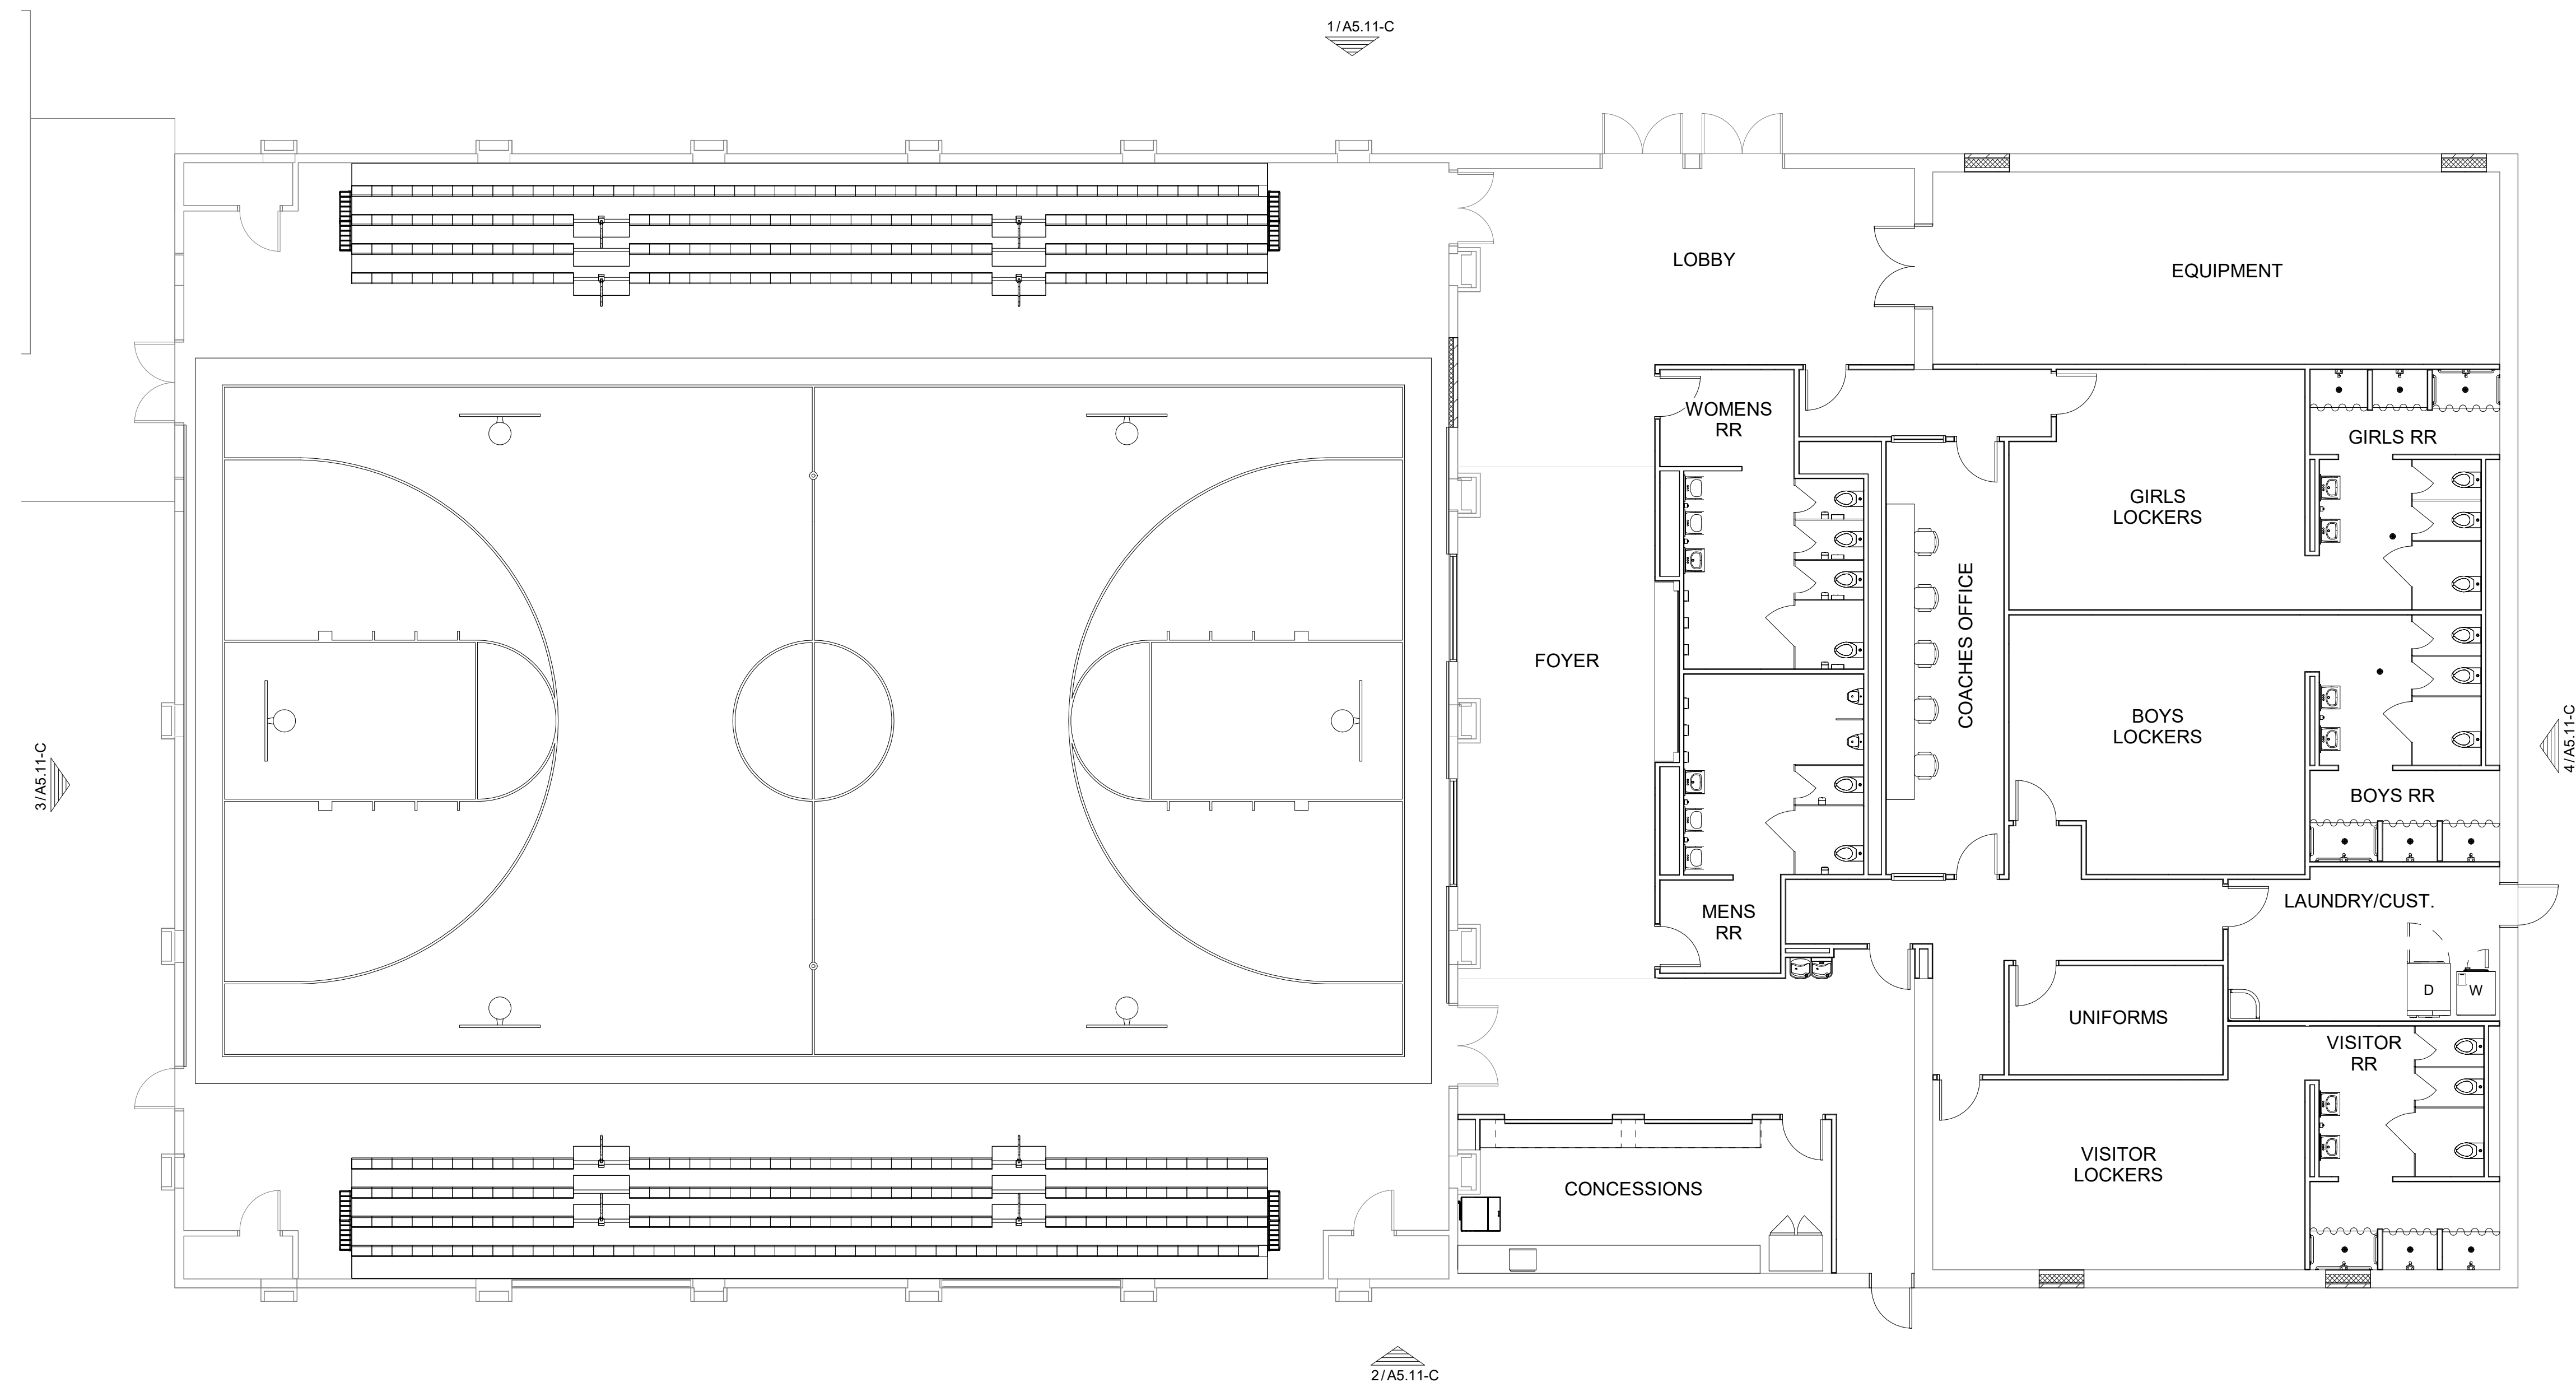 1/A5.11-C
LOBBY
EQUIPMENT
WOMENS
RR
GIRLS RR
GIRLS
LOCKERS
COACHES OFFICE
FOYER
BOYS
LOCKERS
BOYS RR
3/A5.11-C
4/A5.11-C
MENS
RR
LAUNDRY/CUST.
D
W
UNIFORMS
VISITOR
RR
VISITOR
LOCKERS
CONCESSIONS
2/A5.11-C